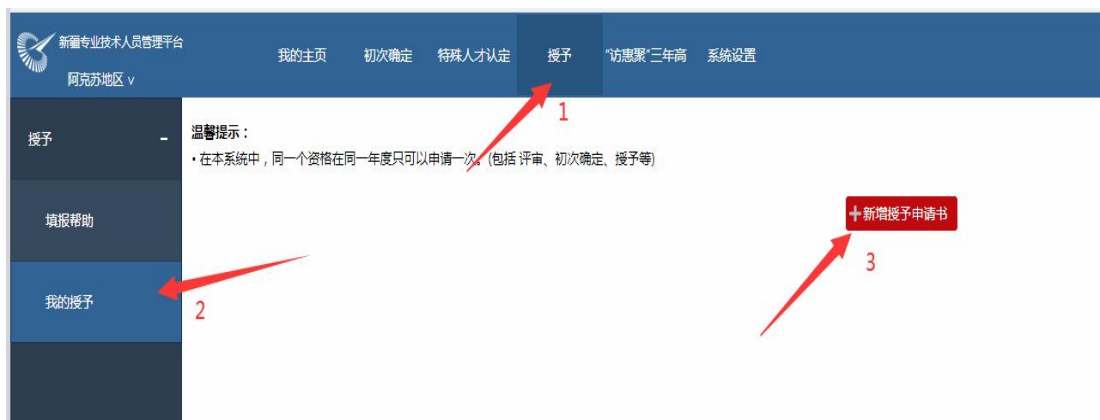 新疆专业技术人员管理平台
阿克苏地区 v
我的主页 初次确定 特殊人才认定 授予 "访惠聚"三年高 系统设置
1
授予 -
温馨提示：
• 在本系统中，同一个资格在同一年度只可以申请一次。(包括 评审、初次确定、授予等)
填报帮助
+新增授予申请书
3
我的授予
2